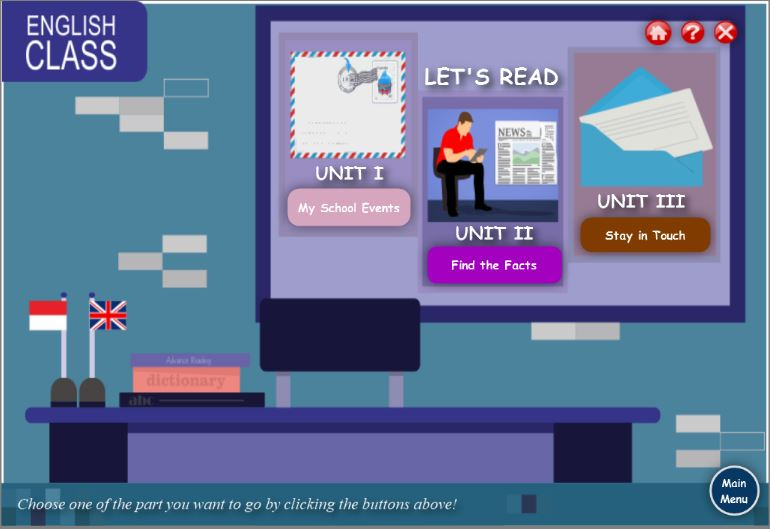 ENGLISH
CLASS
LET'S READ
NEWS
UNIT I
My School Events
UNIT II
Find the Facts
UNIT III
Stay in Touch
Advance Reading
dictionary
abc
Main
Menu
Choose one of the part you want to go by clicking the buttons above!